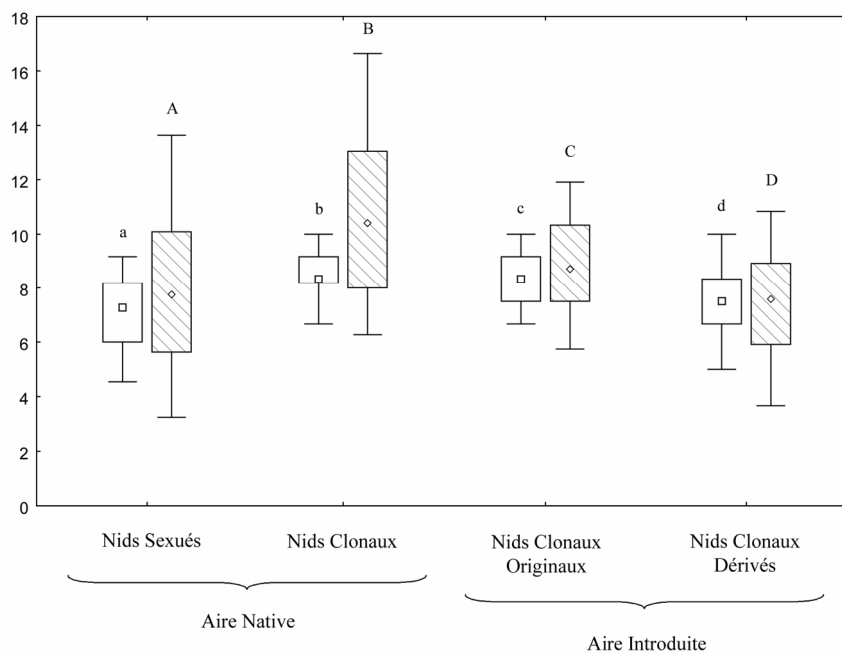 18
16
14
12
10
8
6
4
2
0
a
A
b
B
c
C
d
D
Nids Sexués
Nids Clonaux
Nids Clonaux
Originaux
Nids Clonaux
Dérivés
Aire Native
Aire Introduite